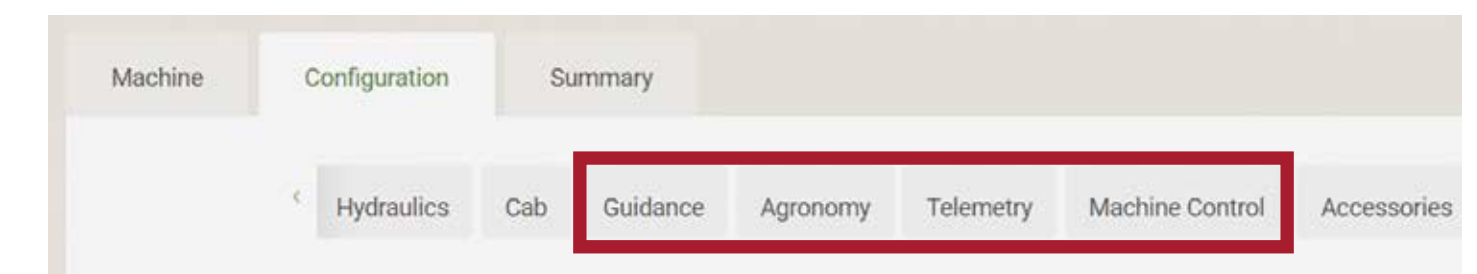 Machine Configuration Summary
Hydraulics Cab Guidance Agronomy Telemetry Machine Control Accessories